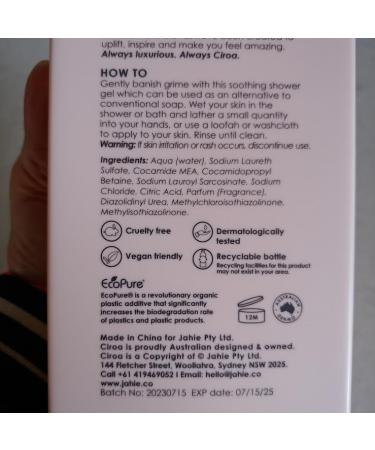 uplift, inspire and make you feel amazing.
Always luxurious. Always Ciroa.
HOW TO
Gently banish grime with this soothing shower
gel which can be used as an alternative to
conventional soap. Wet your skin in the
shower or bath and lather a small quantity
into your hands, or use a loofah or washcloth
to apply to your skin. Rinse until clean.
Warning: If skin irritation or rash occurs, discontinue use.
Ingredients: Aqua (water), Sodium Laureth
Sulfate, Cocamide MEA, Cocamidopropyl
Betaine, Sodium Lauroyl Sarcosinate, Sodium
Chloride, Citric Acid, Parfum (Fragrance),
Diazolidinyl Urea, Methylchloroisothiazolinone,
Methylisothiazolinone.
Cruelty free
Dermatologically
tested
Vegan friendly
Recyclable bottle
Recycling facilities for this product
may not exist in your area.
EcoPure®
EcoPure® is a revolutionary organic
plastic additive that significantly
increases the biodegradation rate
of plastics and plastic products.
12M
AUSTRALIAN
OWNED
Made in China for Jahie Pty Ltd.
Ciroa is proudly Australian designed & owned.
Ciroa is a Copyright of © Jahie Pty Ltd.
144 Fletcher Street, Woollahra, Sydney NSW 2025.
Call +61 419469052 I Email: hello@jahie.co
www.jahie.co
Batch No: 20230715 EXP date: 07/15/25